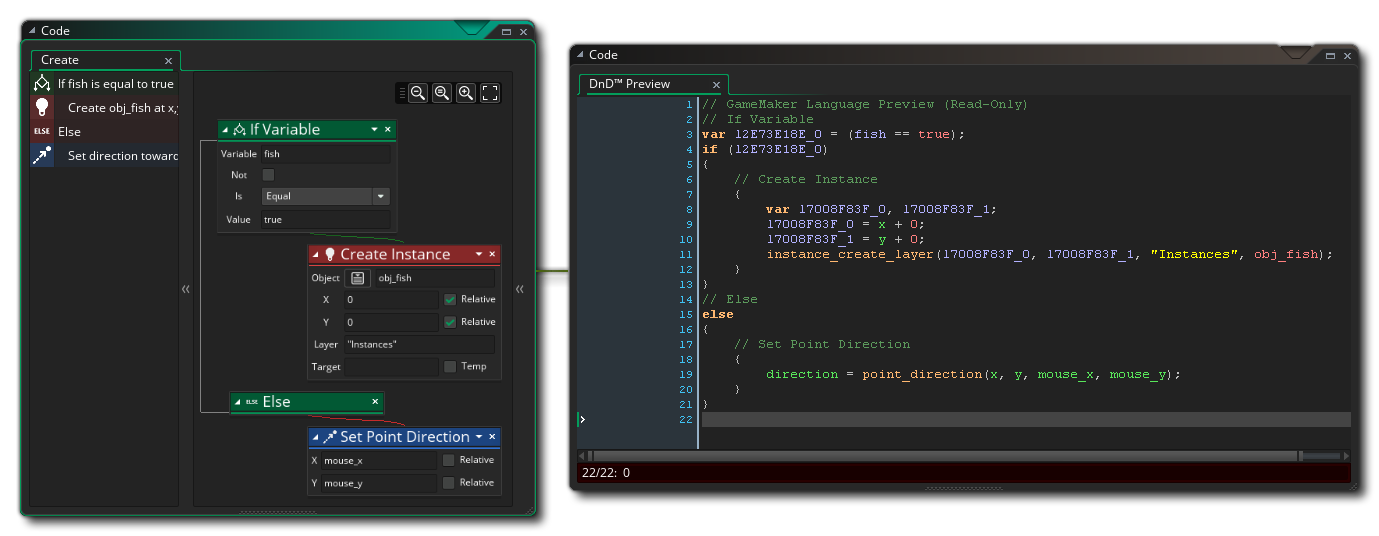 Code
Create
If fish is equal to true
Create obj_fish at x,y
ELSE Else
Set direction toward
If Variable
Variable fish
Not
Is Equal
Value true
Create Instance
Object obj_fish
X 0 Relative
Y 0 Relative
Layer "Instances"
Target Temp
ELSE Else
Set Point Direction
X mouse_x Relative
Y mouse_y Relative
Code
DnD™ Preview
1 // GameMaker Language Preview (Read-Only)
2 // If Variable
3 var l2E73E18E_0 = (fish == true);
4 if (l2E73E18E_0)
5 {
6 // Create Instance
7 {
8 var l7008F83F_0, l7008F83F_1;
9 l7008F83F_0 = x + 0;
10 l7008F83F_1 = y + 0;
11 instance_create_layer(l7008F83F_0, l7008F83F_1, "Instances", obj_fish);
12 }
13 }
14 // Else
15 else
16 {
17 // Set Point Direction
18 {
19 direction = point_direction(x, y, mouse_x, mouse_y);
20 }
21 }
22
22/22: 0